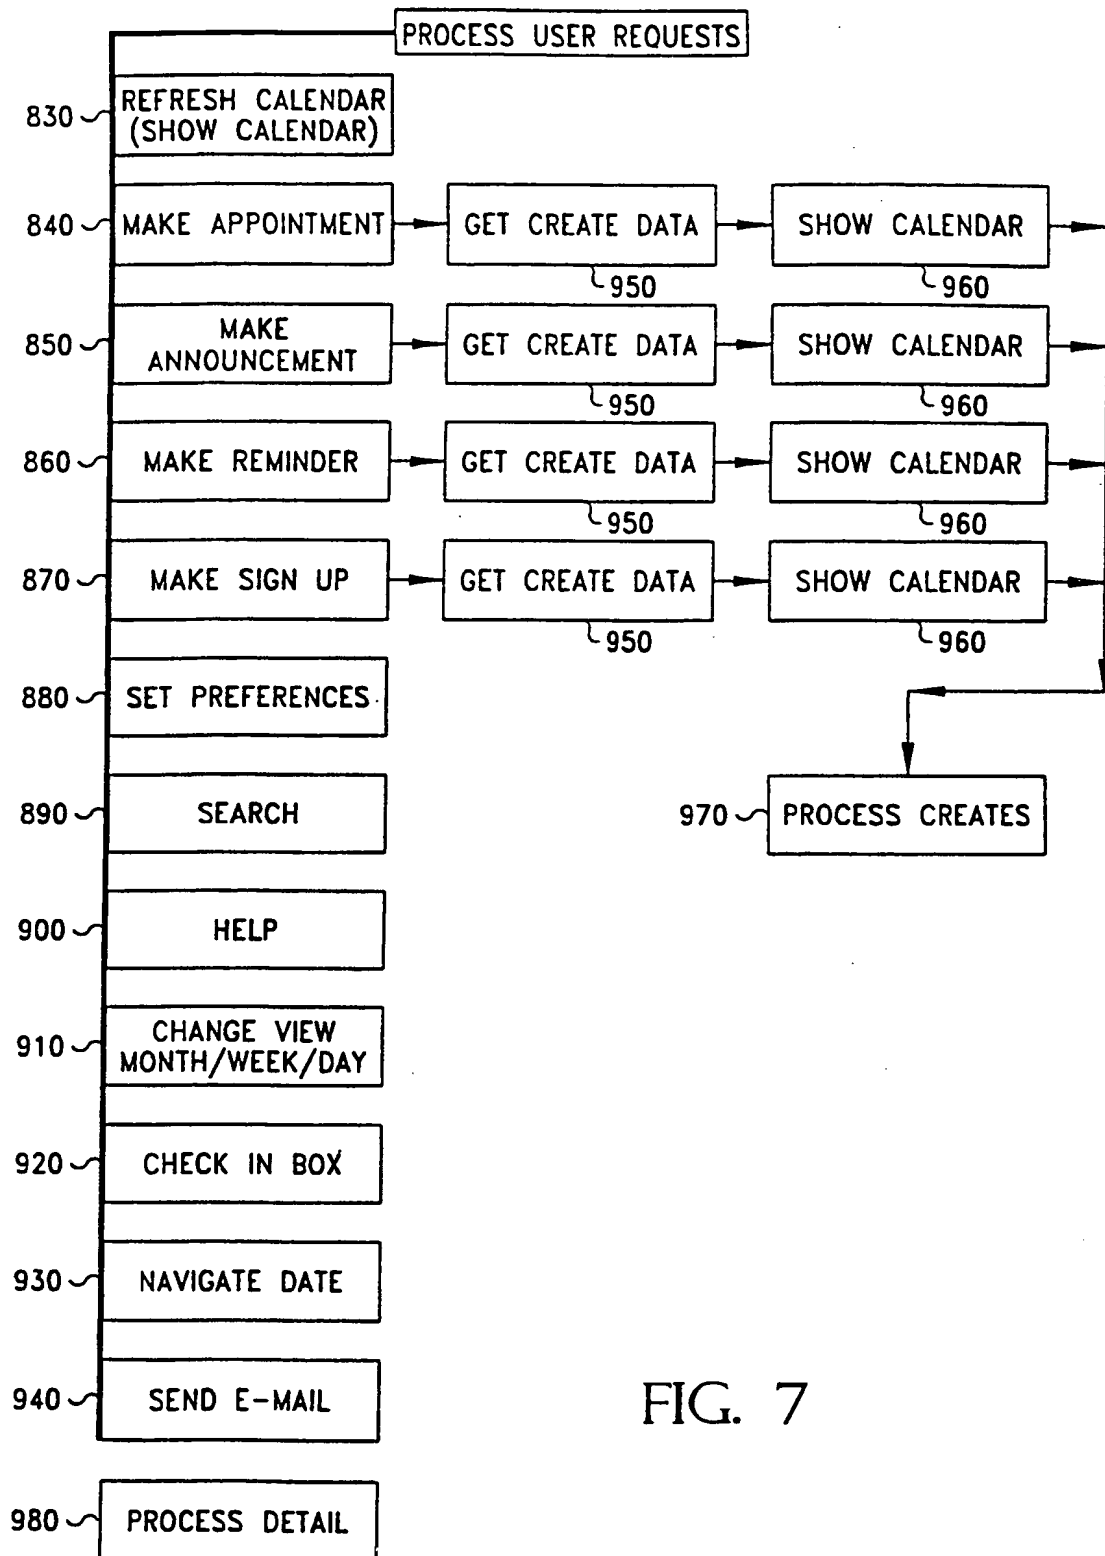 PROCESS USER REQUESTS
830
REFRESH CALENDAR
(SHOW CALENDAR)
840
MAKE APPOINTMENT
GET CREATE DATA
SHOW CALENDAR
950
960
850
MAKE
ANNOUNCEMENT
GET CREATE DATA
SHOW CALENDAR
950
960
860
MAKE REMINDER
GET CREATE DATA
SHOW CALENDAR
950
960
870
MAKE SIGN UP
GET CREATE DATA
SHOW CALENDAR
950
960
880
SET PREFERENCES
890
SEARCH
970
PROCESS CREATES
900
HELP
910
CHANGE VIEW
MONTH/WEEK/DAY
920
CHECK IN BOX
930
NAVIGATE DATE
940
SEND E-MAIL
FIG. 7
980
PROCESS DETAIL